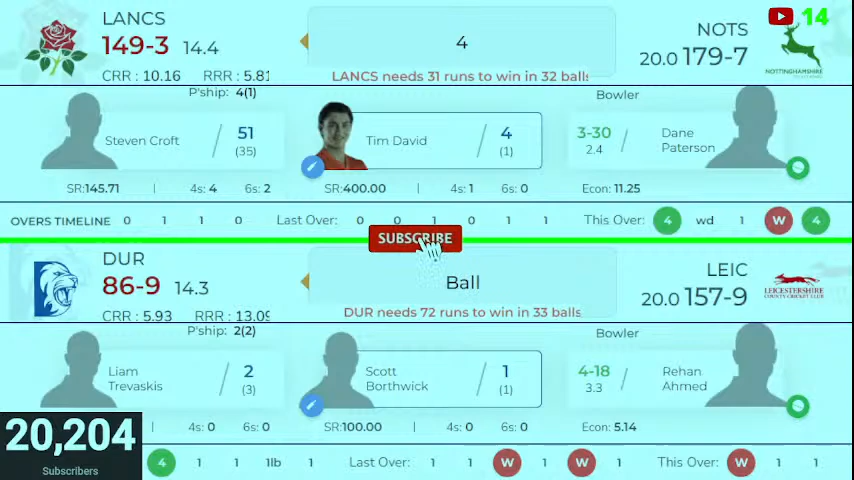 LANCS
149-3 14.4
CRR : 10.16 RRR : 5.81
4
LANCS needs 31 runs to win in 32 balls
14
NOTS
20.0 179-7
NOTTINGHAMSHIRE
P'ship: 4(1)
Bowler
Steven Croft 51 (35)
Tim David 4 (1)
3-30 2.4 Dane Paterson
SR:145.71 | 4s: 4 6s: 2 SR:400.00 | 4s: 1 6s: 0 Econ: 11.25
OVERS TIMELINE 0 1 1 0 Last Over: 0 0 1 0 1 1 This Over: 4 wd 1 W 4
SUBSCRIBE
DUR
86-9 14.3
CRR : 5.93 RRR : 13.09
Ball
DUR needs 72 runs to win in 33 balls
LEIC
20.0 157-9
LEICESTERSHIRE
COUNTY CRICKET CLUB
P'ship: 2(2)
Bowler
Liam Trevaskis 2 (3)
Scott Borthwick 1 (1)
4-18 3.3 Rehan Ahmed
4s: 0 6s: 0 SR:100.00 | 4s: 0 6s: 0 Econ: 5.14
20,204
Subscribers
4 1 1 1lb 1 Last Over: 1 1 W 1 W 1 This Over: W 1 1